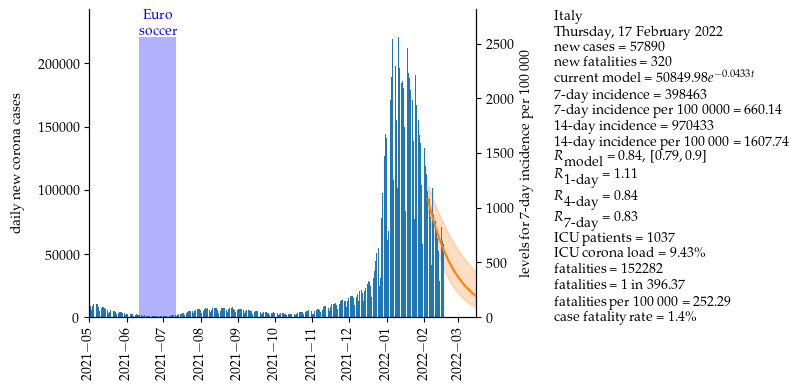 Euro
soccer
daily new corona cases
200000
150000
100000
50000
0
2500
2000
1500
1000
500
0
levels for 7-day incidence per 100 000
2021−05
2021−06
2021−07
2021−08
2021−09
2021−10
2021−11
2021−12
2022−01
2022−02
2022−03
Italy
Thursday, 17 February 2022
new cases = 57890
new fatalities = 320
current model = 50849.98e^{−0.0433t}
7-day incidence = 398463
7-day incidence per 100 0000 = 660.14
14-day incidence = 970433
14-day incidence per 100 000 = 1607.74
R_model = 0.84, [0.79, 0.9]
R_1-day = 1.11
R_4-day = 0.84
R_7-day = 0.83
ICU patients = 1037
ICU corona load = 9.43%
fatalities = 152282
fatalities = 1 in 396.37
fatalities per 100 000 = 252.29
case fatality rate = 1.4%